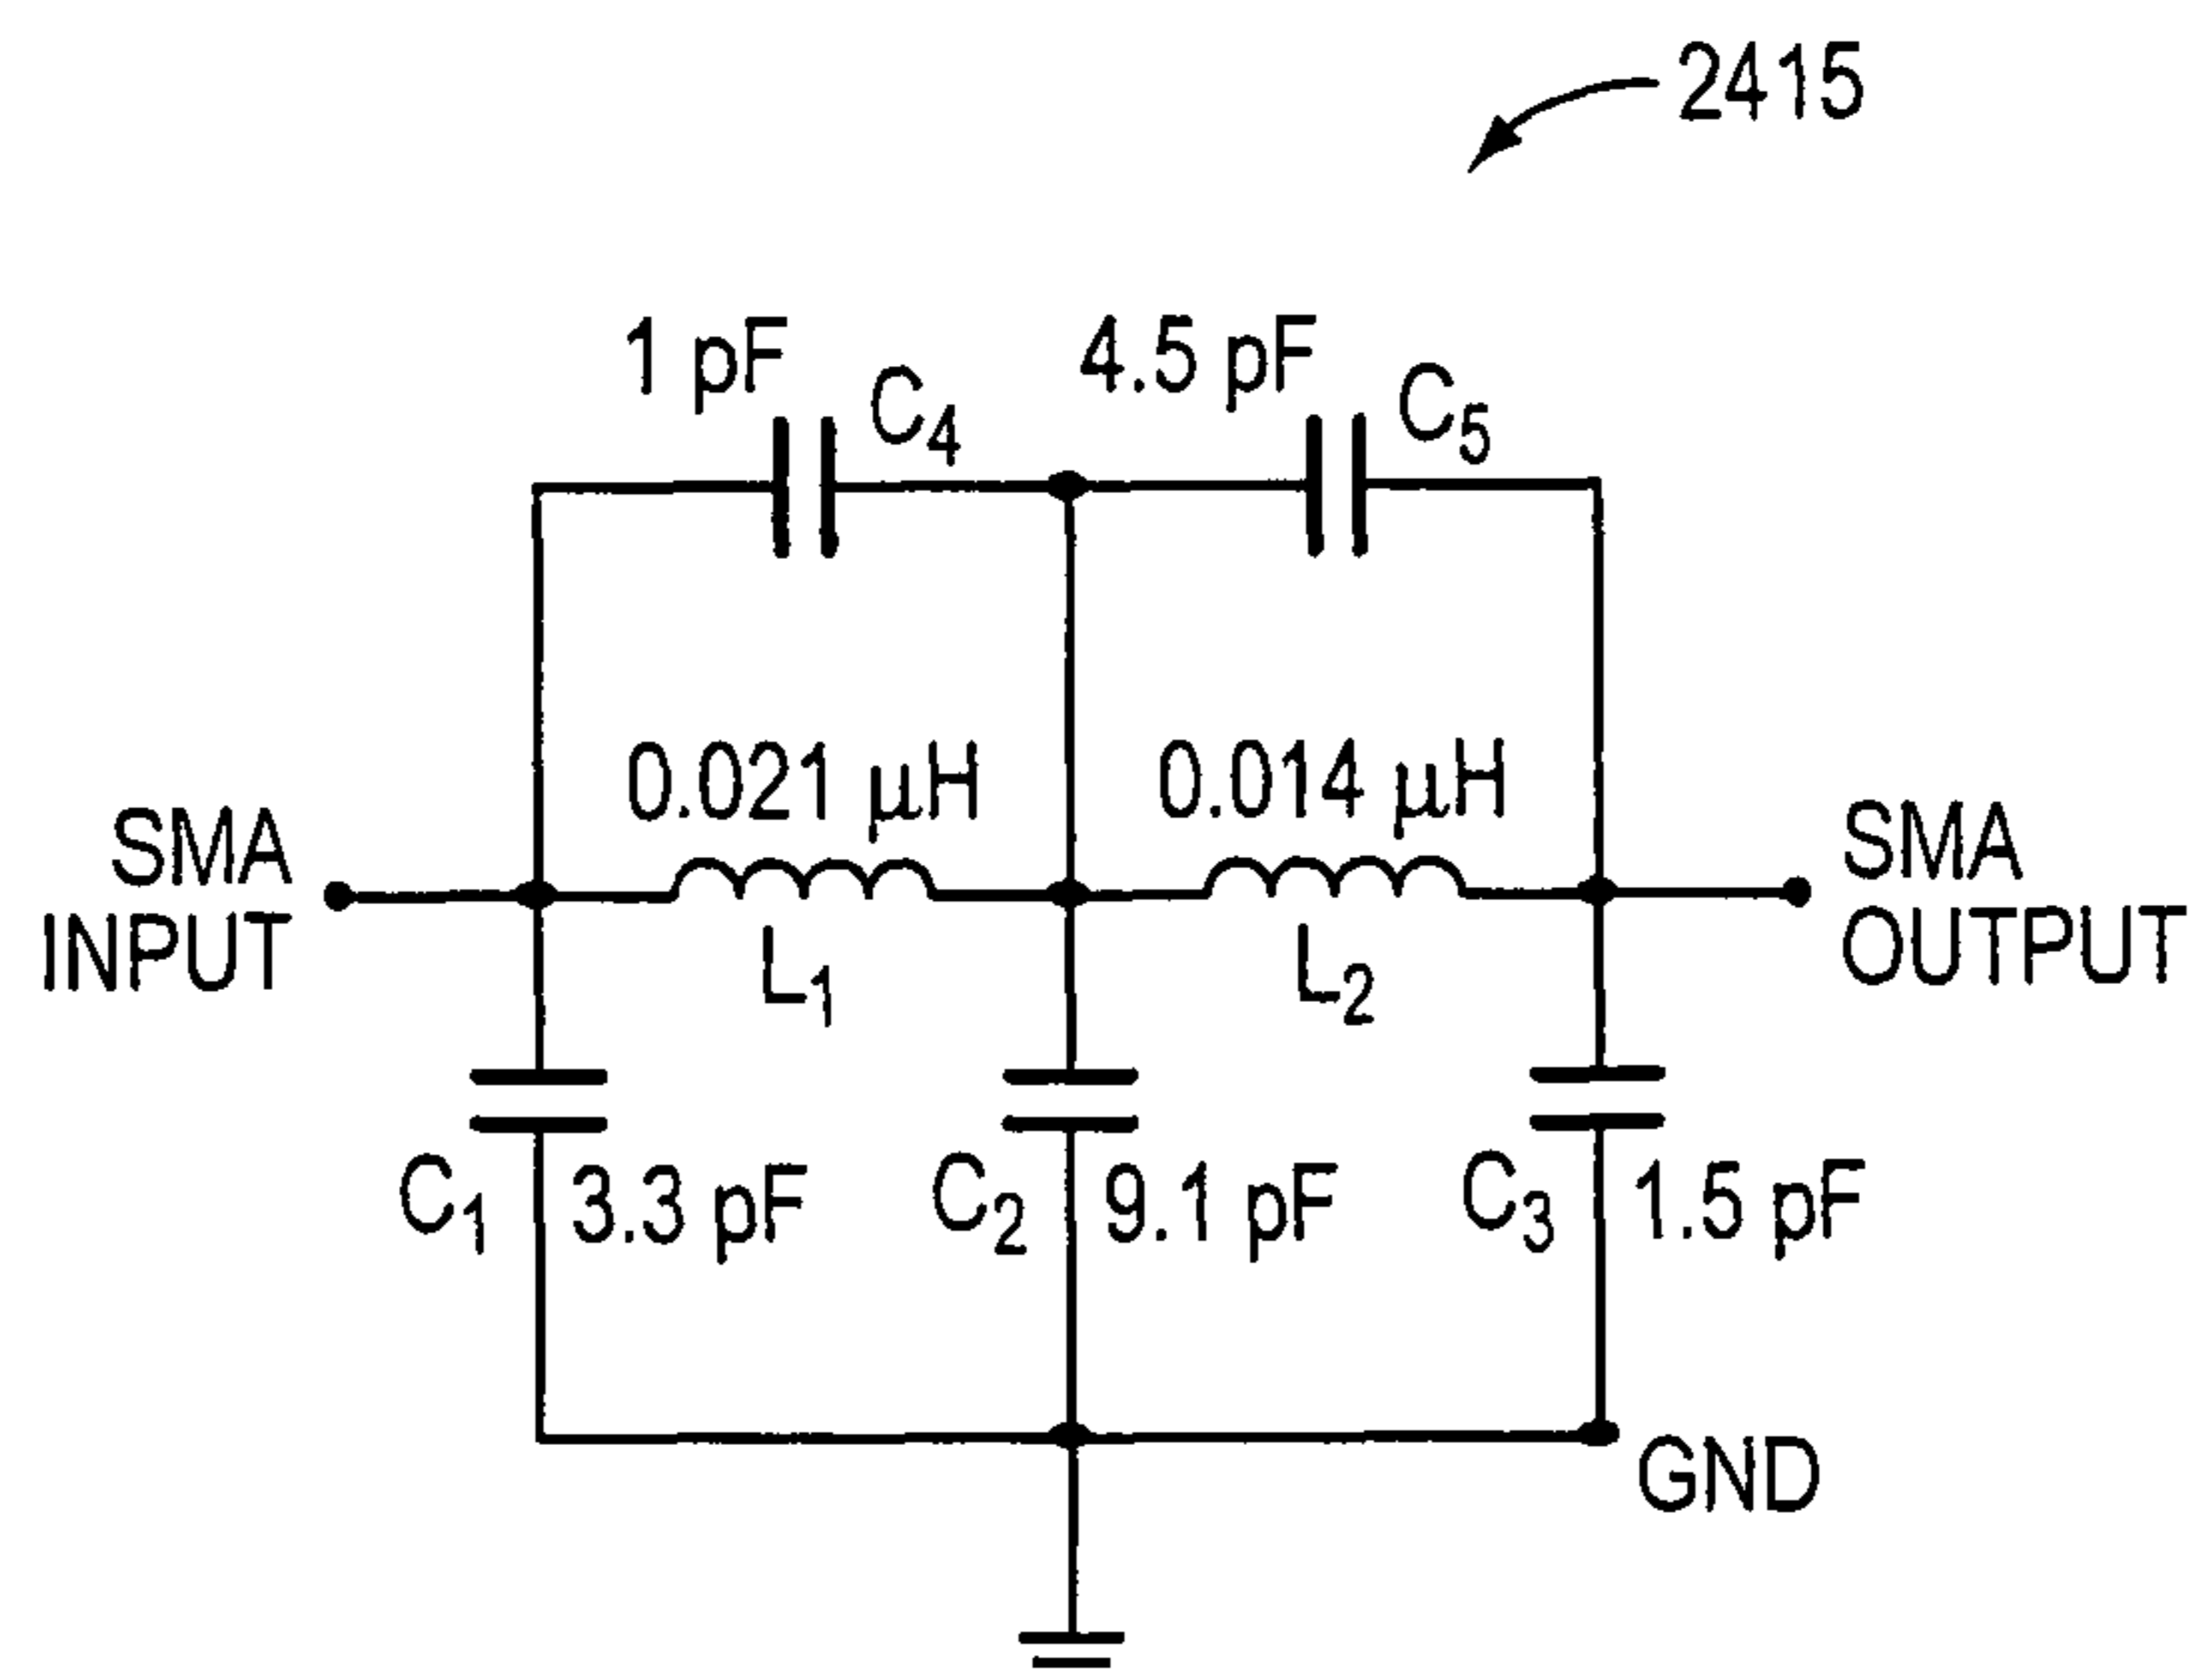 2415
1 pF
C4
4.5 pF
C5
SMA
INPUT
0.021 µH
L1
0.014 µH
L2
SMA
OUTPUT
C1 3.3 pF
C2 9.1 pF
C3 1.5 pF
GND